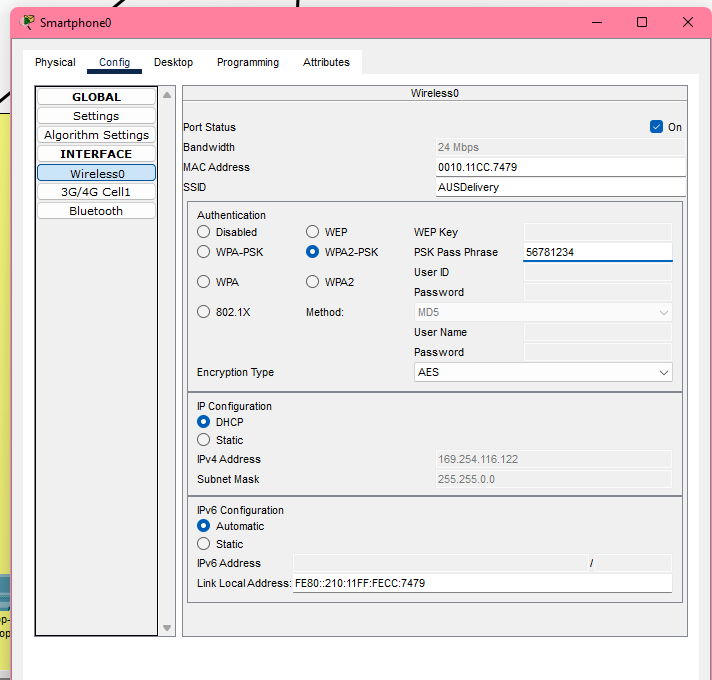 Smartphone0
Physical Config Desktop Programming Attributes
GLOBAL
Settings
Algorithm Settings
INTERFACE
Wireless0
3G/4G Cell1
Bluetooth
Wireless0
Port Status On
Bandwidth 24 Mbps
MAC Address 0010.11CC.7479
SSID AUSDelivery
Authentication
Disabled WEP WEP Key
WPA-PSK WPA2-PSK PSK Pass Phrase 56781234
User ID
WPA WPA2
Password
802.1X Method: MD5
User Name
Password
Encryption Type AES
IP Configuration
DHCP
Static
IPv4 Address 169.254.116.122
Subnet Mask 255.255.0.0
IPv6 Configuration
Automatic
Static
IPv6 Address /
Link Local Address: FE80::210:11FF:FECC:7479